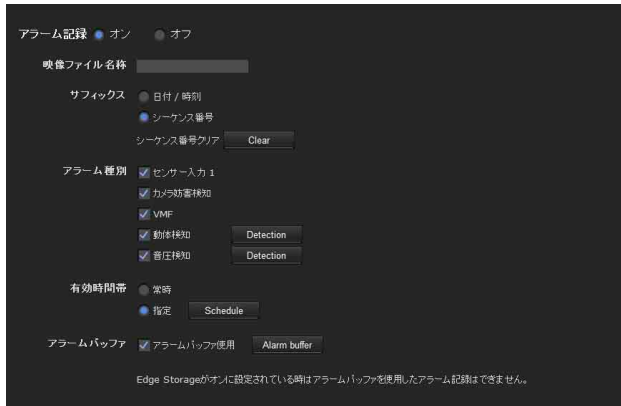 アラーム記録 オン オフ
映像ファイル名称
サフィックス 日付 / 時刻
シーケンス番号
シーケンス番号クリア Clear
アラーム種別 センサー入力 1
カメラ妨害検知
VMF
動体検知 Detection
音圧検知 Detection
有効時間帯 常時
指定 Schedule
アラームバッファ アラームバッファ使用 Alarm buffer
Edge Storageがオンに設定されている時はアラームバッファを使用したアラーム記録はできません。